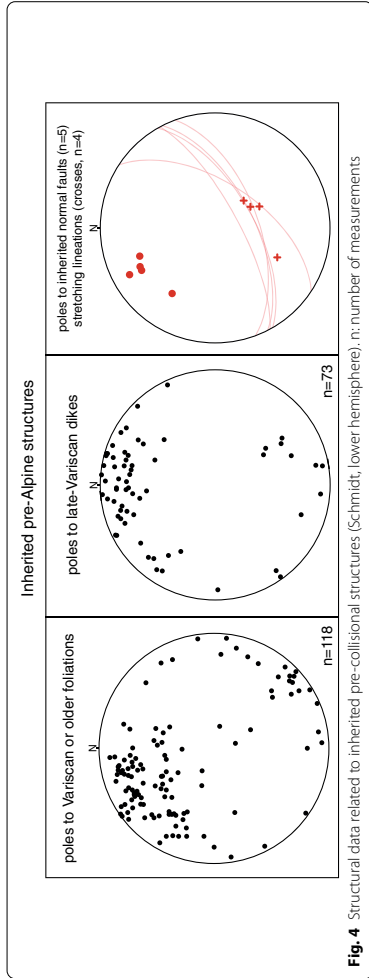 Inherited pre-Alpine structures
poles to Variscan or older foliations
N
n=118
poles to late-Variscan dikes
N
n=73
poles to inherited normal faults (n=5)
stretching lineations (crosses, n=4)
N
Fig. 4 Structural data related to inherited pre-collisional structures (Schmidt, lower hemisphere). n: number of measurements